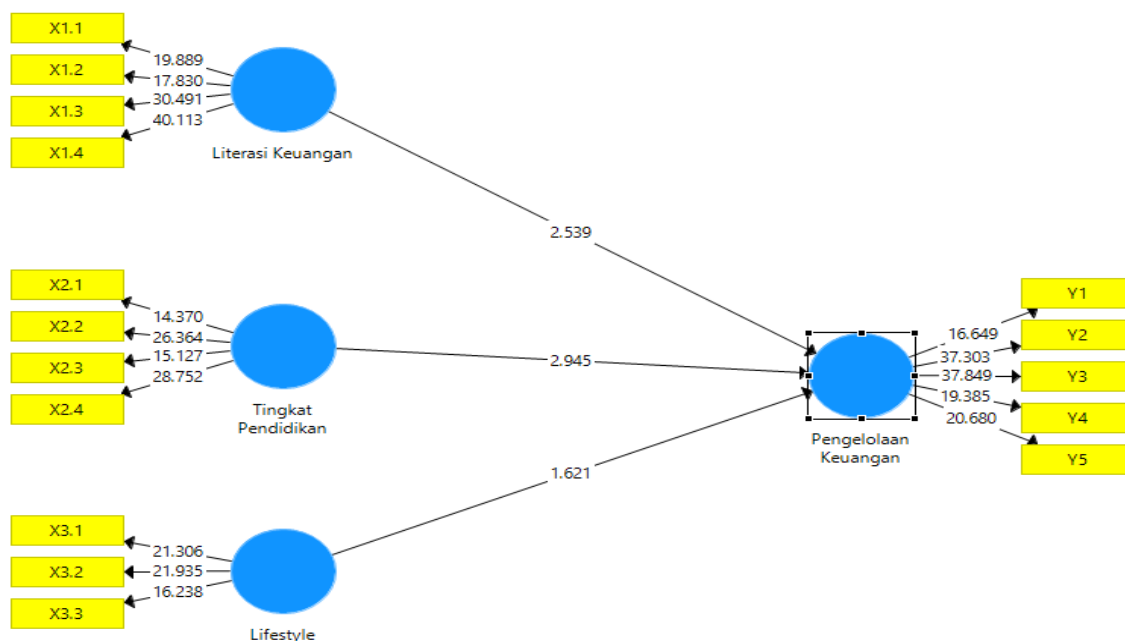 X1.1
19.889
X1.2
17.830
X1.3
30.491
X1.4
40.113
Literasi Keuangan
2.539
X2.1
14.370
X2.2
26.364
X2.3
15.127
X2.4
28.752
Tingkat
Pendidikan
2.945
X3.1
21.306
X3.2
21.935
X3.3
16.238
Lifestyle
1.621
Pengelolaan
Keuangan
Y1
16.649
Y2
37.303
Y3
37.849
Y4
19.385
Y5
20.680